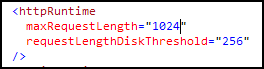 <httpRuntime
maxRequestLength="1024"
requestLengthDiskThreshold="256"
/>